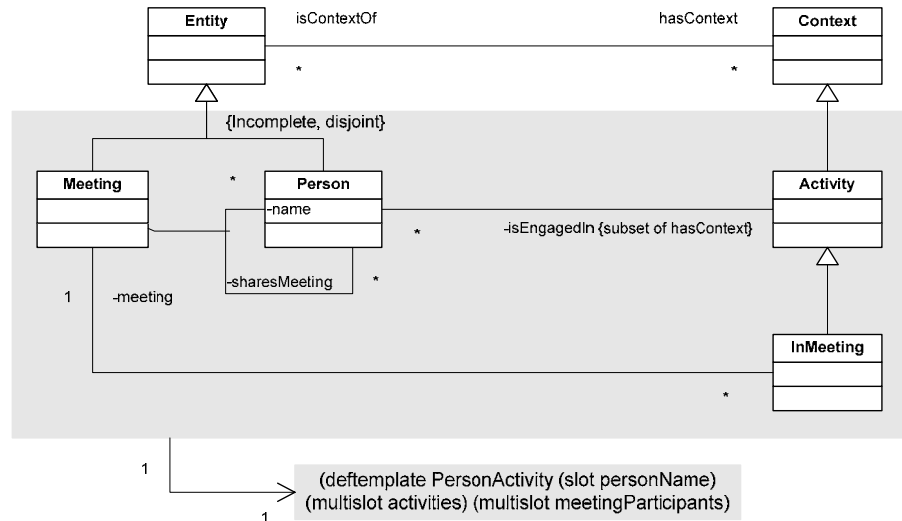 Entity
isContextOf
hasContext
Context
*
*
{Incomplete, disjoint}
Meeting
*
Person
Activity
-name
*
-isEngagedIn {subset of hasContext}
-sharesMeeting
*
1
-meeting
InMeeting
*
1
(deftemplate PersonActivity (slot personName)
(multislot activities) (multislot meetingParticipants)
1